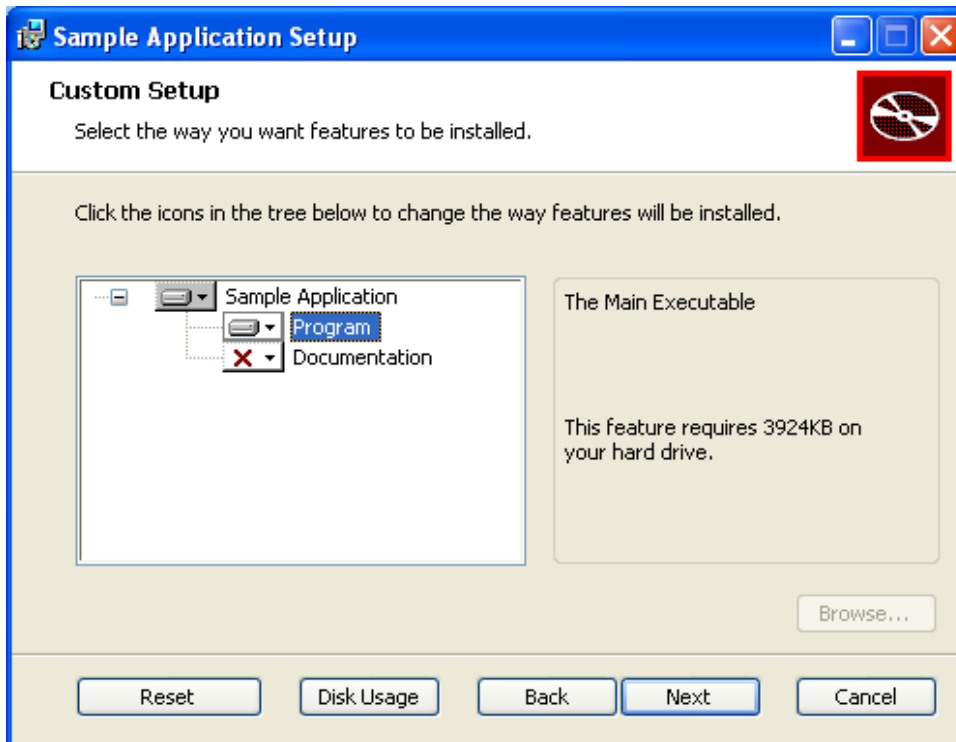 Sample Application Setup
Custom Setup
Select the way you want features to be installed.
Click the icons in the tree below to change the way features will be installed.
Sample Application
Program
Documentation
The Main Executable
This feature requires 3924KB on
your hard drive.
Browse...
Reset
Disk Usage
Back
Next
Cancel